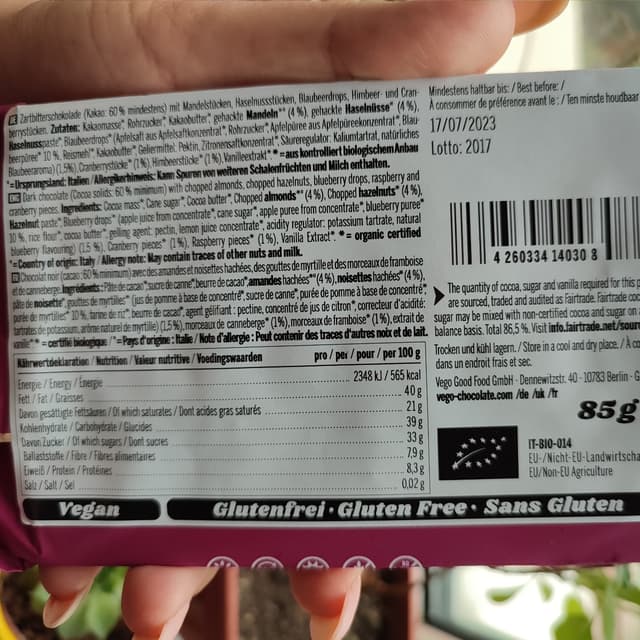 DE Zartbitterschokolade (Kakao: 60 % mindestens) mit Mandelstücken, Haselnussstücken, Blaubeerdrops, Himbeer- und Cran-
berrystücken. Zutaten: Kakaomasse*, Rohrzucker*, Kakaobutter*, gehackte Mandeln** (4 %), gehackte Haselnüsse* (4 %),
Haselnusspaste*, Blaubeerdrops* (Apfelsaft aus Apfelsaftkonzentrat*, Rohrzucker*, Apfelpüree aus Apfelpüreekonzentrat*, Blau-
beerpüree* 10 %, Reismehl*, Kakaobutter*, Geliermittel: Pektin, Zitronensaftkonzentrat*, Säureregulator: Kaliumtartrat, natürliches
Blaubeeraroma) (1,5%), Cranberrystücke* (1 %), Himbeerstücke* (1 %), Vanilleextrakt*. * = aus kontrolliert biologischem Anbau
°=Ursprungsland: Italien / Allergikerhinweis: Kann Spuren von weiteren Schalenfrüchten und Milch enthalten.
ENG Dark chocolate (Cocoa solids: 60 % minimum) with chopped almonds, chopped hazelnuts, blueberry drops, raspberry and
cranberry pieces. Ingredients: Cocoa mass*, Cane sugar*, Cocoa butter*, Chopped almonds** (4 %), Chopped hazelnuts* (4 %),
Hazelnut paste*, Blueberry drops* (apple juice from concentrate*, cane sugar*, apple puree from concentrate*, blueberry puree*
10 %, rice flour*, cocoa butter*, gelling agent: pectin, lemon juice concentrate*, acidity regulator: potassium tartrate, natural
blueberry flavouring) (1.5 %), Cranberry pieces* (1 %), Raspberry pieces* (1 %), Vanilla Extract*. * = organic certified
°=Country of origin: Italy / Allergy note: May contain traces of other nuts and milk.
Chocolat noir (cacao: 60 % minimum) avec des amandes et noisettes hachées, des gouttes de myrtille et des morceaux de framboise
et de canneberge. Ingrédients: Pâte de cacao*, sucre de canne*, beurre de cacao*, amandes hachées** (4 %), noisettes hachées* (4 %),
pâte de noisette*, gouttes de myrtilles* (jus de pomme à base de concentré*, sucre de canne*, purée de pomme à base de concentré*,
purée de myrtilles* 10 %, farine de riz*, beurre de cacao*, agent gélifiant : pectine, concentré de jus de citron*, correcteur d'acidité:
tartrates de potassium, arôme naturel de myrtille) (1,5 %), morceaux de canneberge* (1%), morceaux de framboise* (1%), extrait de
vanille* * = certifié biologique /°=Pays d'origine: Italie / Note d'allergie : Peut contenir des traces d'autres noix et de lait.
Nährwertdeklaration / Nutrition / Valeur nutritive / Voedingswaarden pro / per / pour / per 100 g
Energie / Energy / Énergie 2348 kJ / 565 kcal
Fett / Fat / Graisses 40 g
Davon gesättigte Fettsäuren / Of which saturates / Dont acides gras saturés 21 g
Kohlenhydrate / Carbohydrate / Glucides 39 g
Davon Zucker / Of which sugars / Dont sucres 33 g
Ballaststoffe / Fibre / Fibres alimentaires 7,9 g
Eiweiß / Protein / Protéines 8,3 g
Salz / Salt / Sel 0,02 g
Vegan
Glutenfrei · Gluten Free · Sans Gluten
Mindestens haltbar bis: / Best before: /
À consommer de préférence avant le : / Ten minste houdbaar
17/07/2023
Lotto: 2017
4 260334 14030 8
The quantity of cocoa, sugar and vanilla required for this p
are sourced, traded and audited as Fairtrade. Fairtrade coc
sugar may be mixed with non-certified cocoa and sugar on
balance basis. Total 86,5 %. Visit info.fairtrade.net/sour
Trocken und kühl lagern. / Store in a cool and dry place. / À co
dans un endroit frais et sec.
Vego Good Food GmbH · Dennewitzstr. 40 · 10783 Berlin · G
vego-chocolate.com /de /uk /fr
85g
IT-BIO-014
EU-/Nicht-EU-Landwirtscha
EU/Non-EU Agriculture